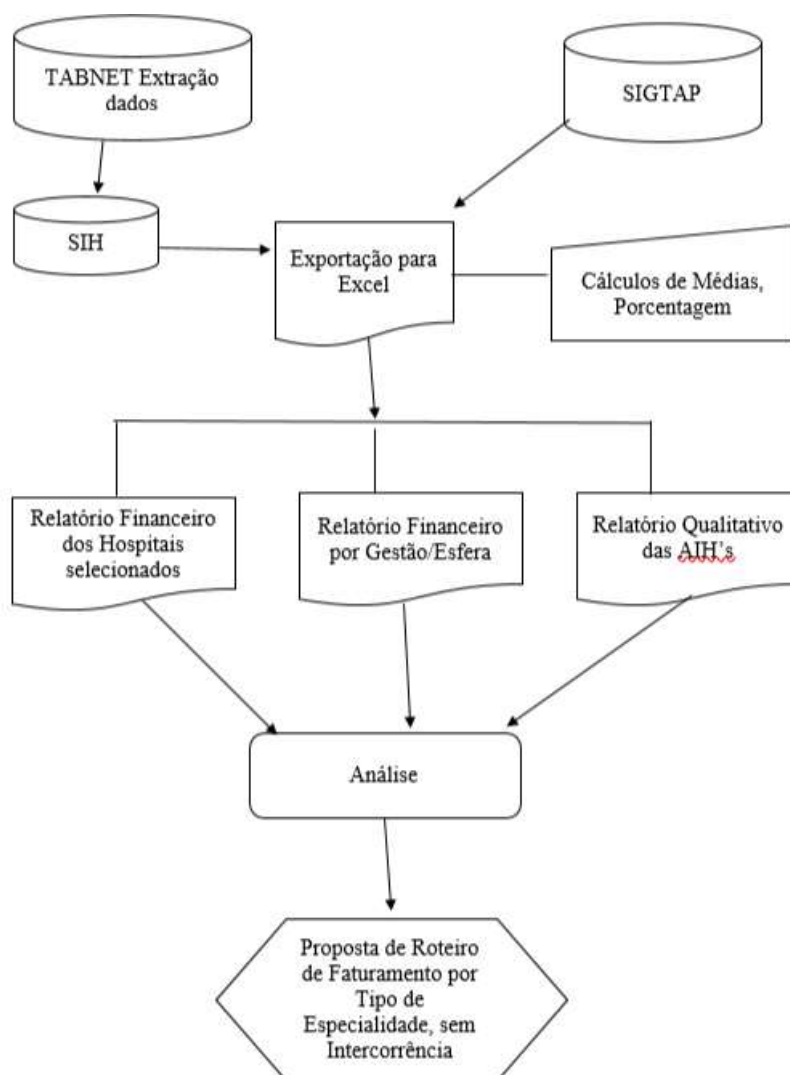 TABNET Extração
dados
SIGTAP
SIH
Exportação para
Excel
Cálculos de Médias,
Porcentagem
Relatório Financeiro
dos Hospitais
selecionados
Relatório Financeiro
por Gestão/Esfera
Relatório Qualitativo
das AIH’s
Análise
Proposta de Roteiro
de Faturamento por
Tipo de
Especialidade, sem
Intercorrência